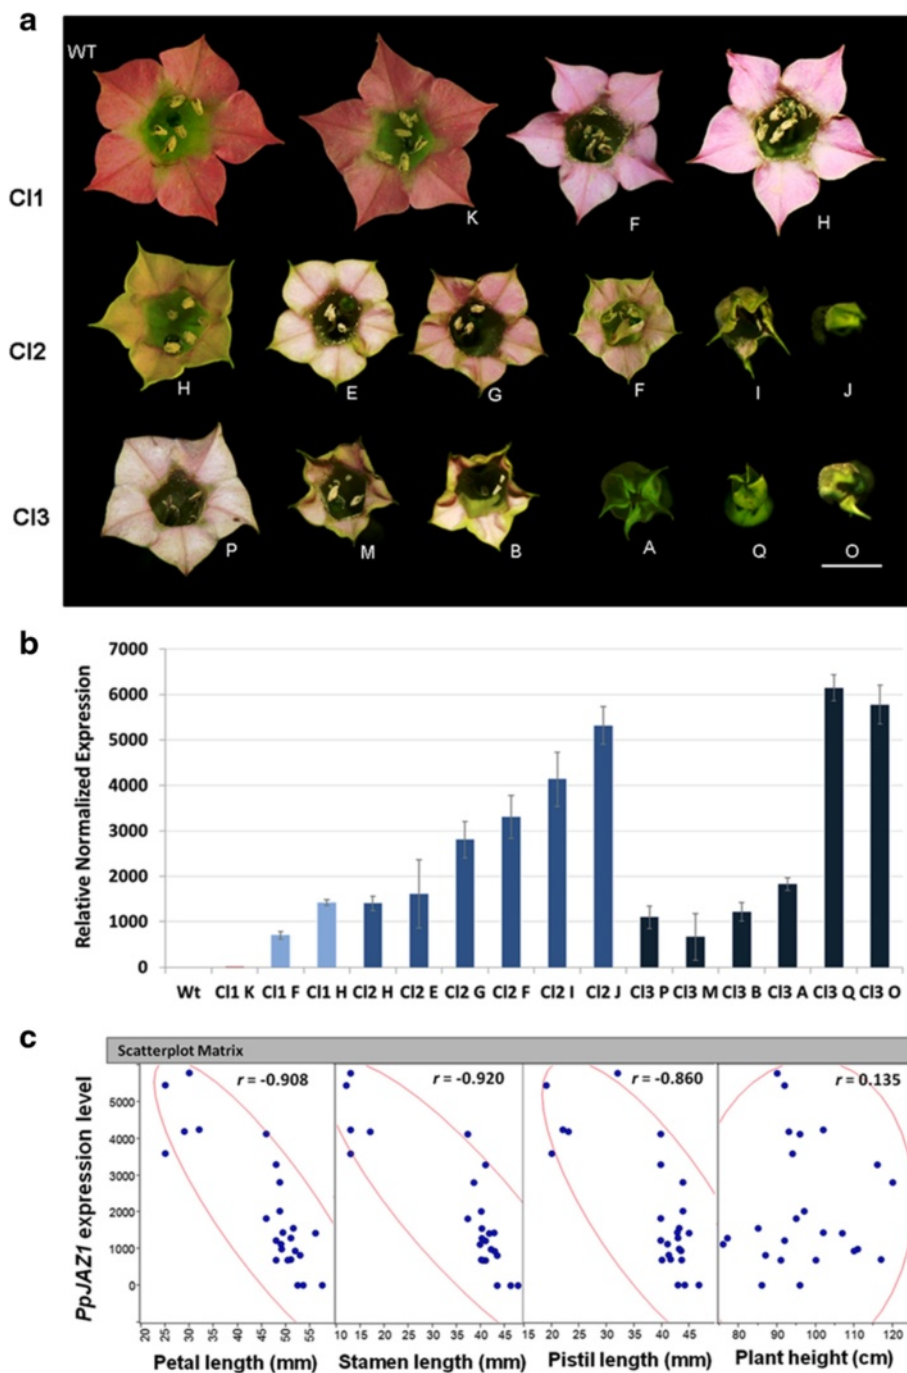 a
WT
Cl1
K
F
H
Cl2
H
E
G
F
I
J
Cl3
P
M
B
A
Q
O
b
Relative Normalized Expression
7000
6000
5000
4000
3000
2000
1000
0
Wt Cl1 K Cl1 F Cl1 H Cl2 H Cl2 E Cl2 G Cl2 F Cl2 I Cl2 J Cl3 P Cl3 M Cl3 B Cl3 A Cl3 Q Cl3 O
c
Scatterplot Matrix
PpJAZ1 expression level
5000
4000
3000
2000
1000
0
r = -0.908
r = -0.920
r = -0.860
r = 0.135
20 25 30 35 40 45 50 55
10 15 20 25 30 35 40 45
20 25 30 35 40 45
80 90 100 110 120
Petal length (mm) Stamen length (mm) Pistil length (mm) Plant height (cm)